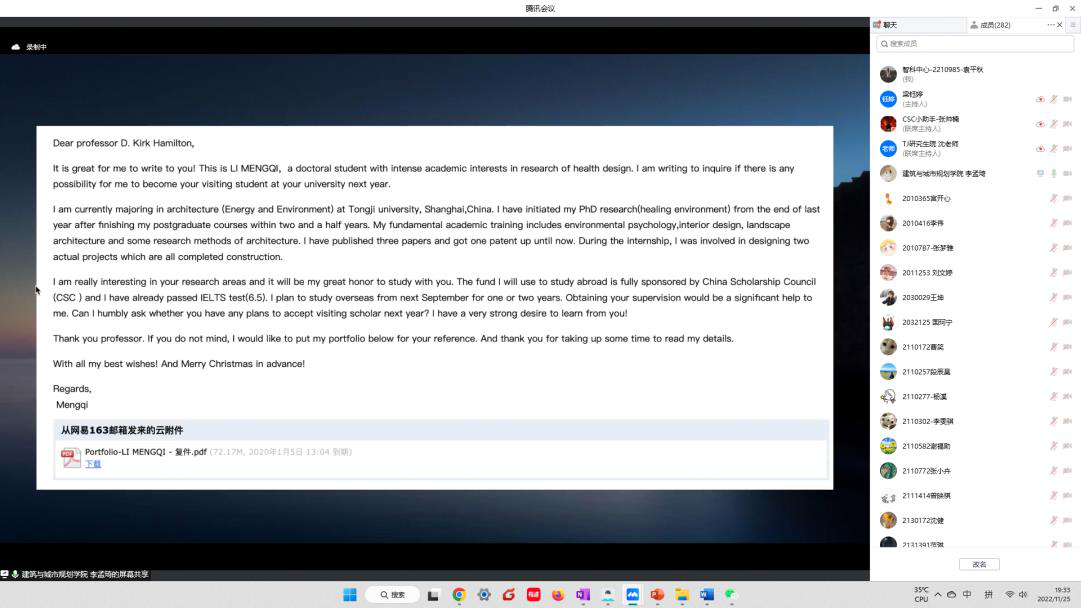 腾讯会议
录制中
Dear professor D. Kirk Hamilton,
It is great for me to write to you! This is LI MENGQI, a doctoral student with intense academic interests in research of health design. I am writing to inquire if there is any
possibility for me to become your visiting student at your university next year.
I am currently majoring in architecture (Energy and Environment) at Tongji university, Shanghai,China. I have initiated my PhD research(healing environment) from the end of last
year after finishing my postgraduate courses within two and a half years. My fundamental academic training includes environmental psychology,interior design, landscape
architecture and some research methods of architecture. I have published three papers and got one patent up until now. During the internship, I was involved in designing two
actual projects which are all completed construction.
I am really interesting in your research areas and it will be my great honor to study with you. The fund I will use to study abroad is fully sponsored by China Scholarship Council
(CSC ) and I have already passed IELTS test(6.5). I plan to study overseas from next September for one or two years. Obtaining your supervision would be a significant help to
me. Can I humbly ask whether you have any plans to accept visiting scholar next year? I have a very strong desire to learn from you!
Thank you professor. If you do not mind, I would like to put my portfolio below for your reference. And thank you for taking up some time to read my details.
With all my best wishes! And Merry Christmas in advance!
Regards,
Mengqi
从网易163邮箱发来的云附件
Portfolio-LI MENGQI - 复件.pdf (72.17M, 2020年1月5日 13:04 到期)
下载
建筑与城市规划学院 李孟琦的屏幕共享
聊天
成员(282)
搜索成员
智科中心-2210985-袁平秋
(我)
钰婷
梁钰婷
(主持人)
CSC小助手-张帅楠
(联席主持人)
老师
TJ研究生院 沈老师
(联席主持人)
建筑与城市规划学院 李孟琦
2010365宫开心
2010416李伟
2010787-张梦雅
2011253 刘文婷
2030029王坤
2032125 国珂宁
2110172曹笑
2110257段辰昊
2110277-杨溪
2110302-李雯琪
2110582谢福助
2110772张小卉
2111414曾映祺
2130172沈健
2131391范琪
改名
搜索
35℃
CPU
中
拼
19:33
2022/11/25